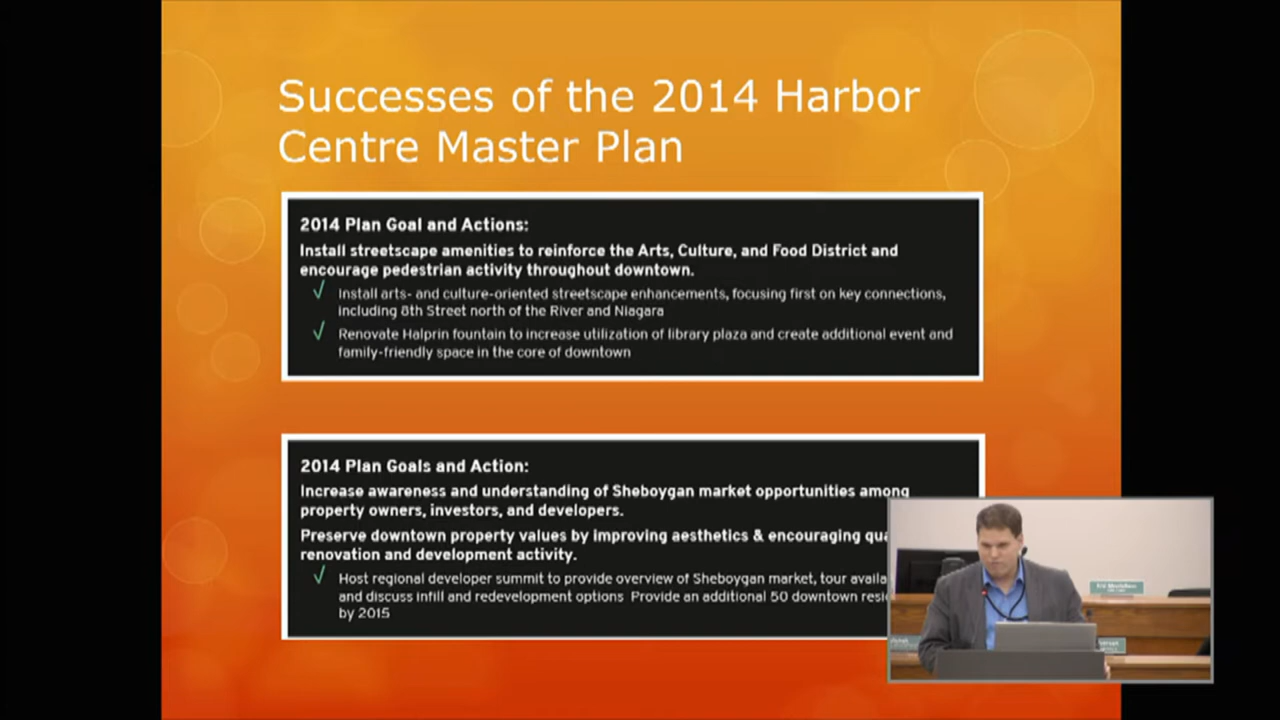 Successes of the 2014 Harbor
Centre Master Plan
2014 Plan Goal and Actions:
Install streetscape amenities to reinforce the Arts, Culture, and Food District and
encourage pedestrian activity throughout downtown.
√ Install arts- and culture-oriented streetscape enhancements, focusing first on key connections,
including 8th Street north of the River and Niagara
√ Renovate Halprin fountain to increase utilization of library plaza and create additional event and
family-friendly space in the core of downtown
2014 Plan Goals and Action:
Increase awareness and understanding of Sheboygan market opportunities among
property owners, investors, and developers.
Preserve downtown property values by improving aesthetics & encouraging qua
renovation and development activity.
√ Host regional developer summit to provide overview of Sheboygan market, tour availa
and discuss infill and redevelopment options Provide an additional 50 downtown resi
by 2015